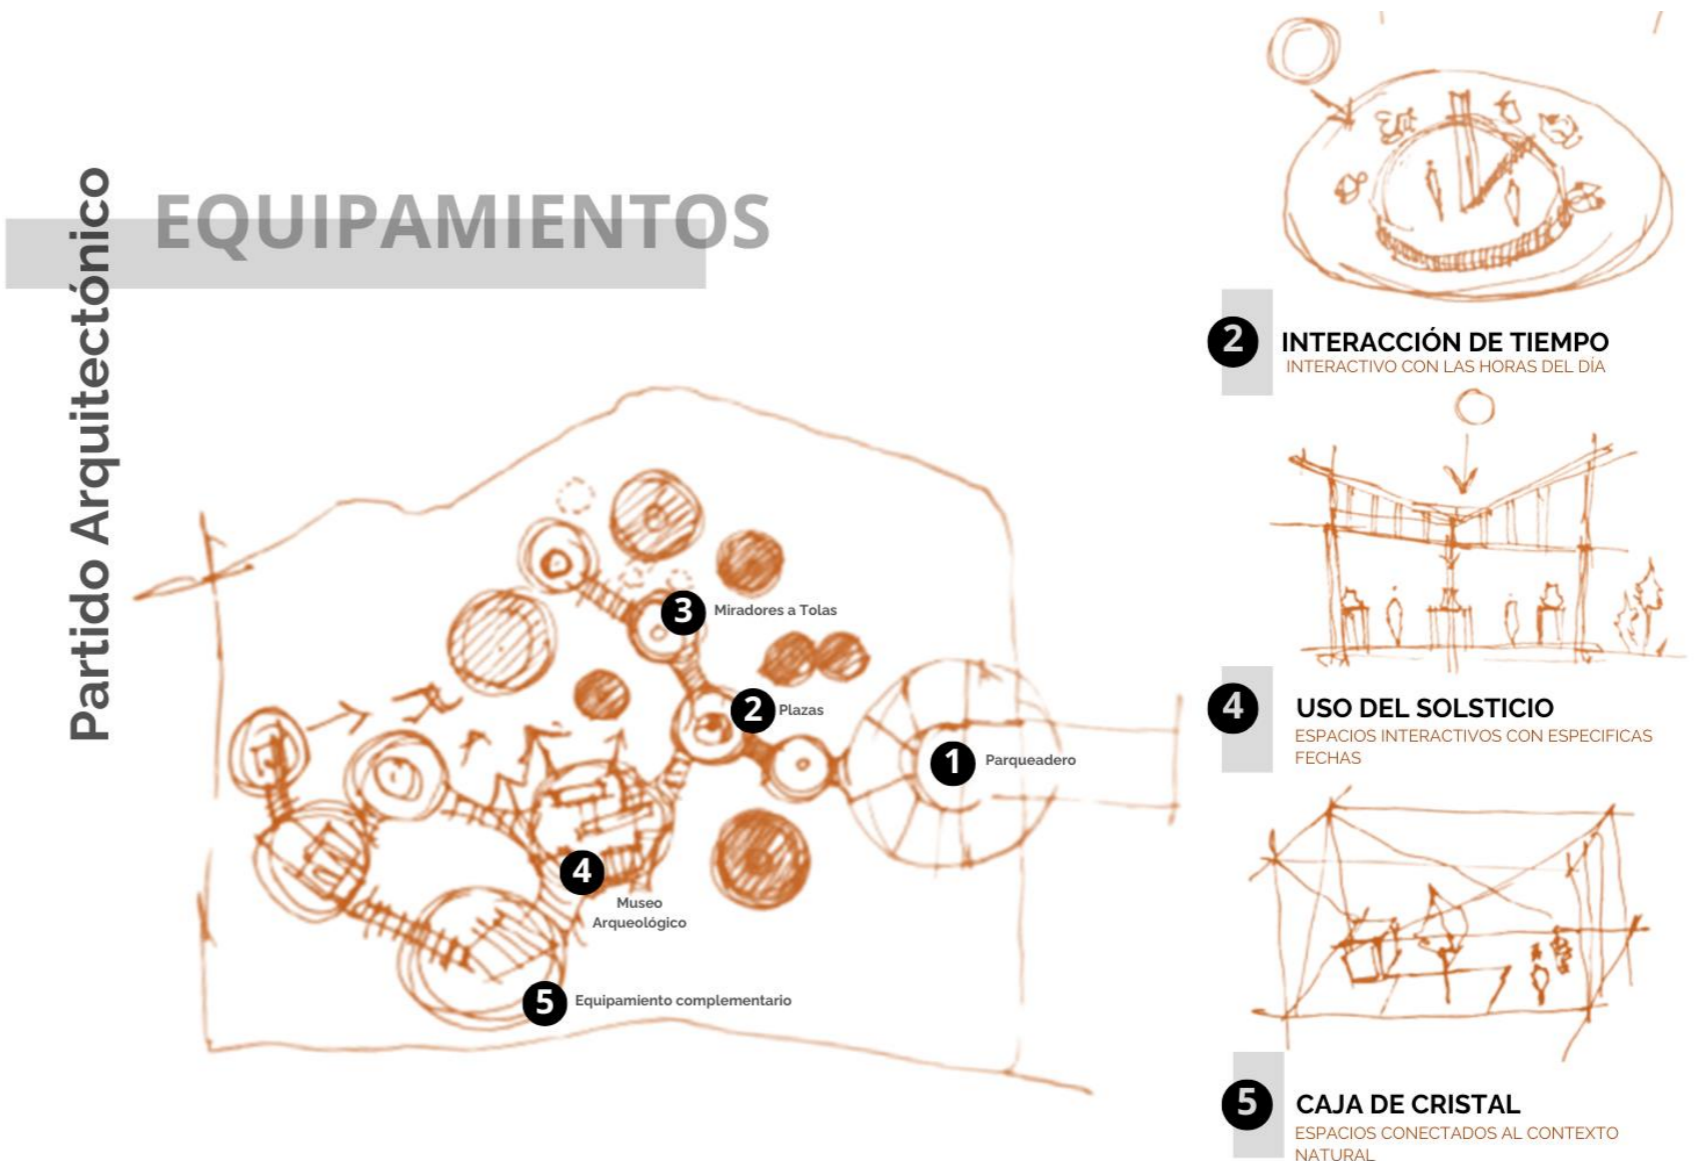 Partido Arquitectónico
EQUIPAMIENTOS
2
INTERACCIÓN DE TIEMPO
INTERACTIVO CON LAS HORAS DEL DÍA
3 Miradores a Tolas
2 Plazas
1 Parqueadero
4
Museo
Arqueológico
5 Equipamiento complementario
4
USO DEL SOLSTICIO
ESPACIOS INTERACTIVOS CON ESPECIFICAS
FECHAS
5
CAJA DE CRISTAL
ESPACIOS CONECTADOS AL CONTEXTO
NATURAL